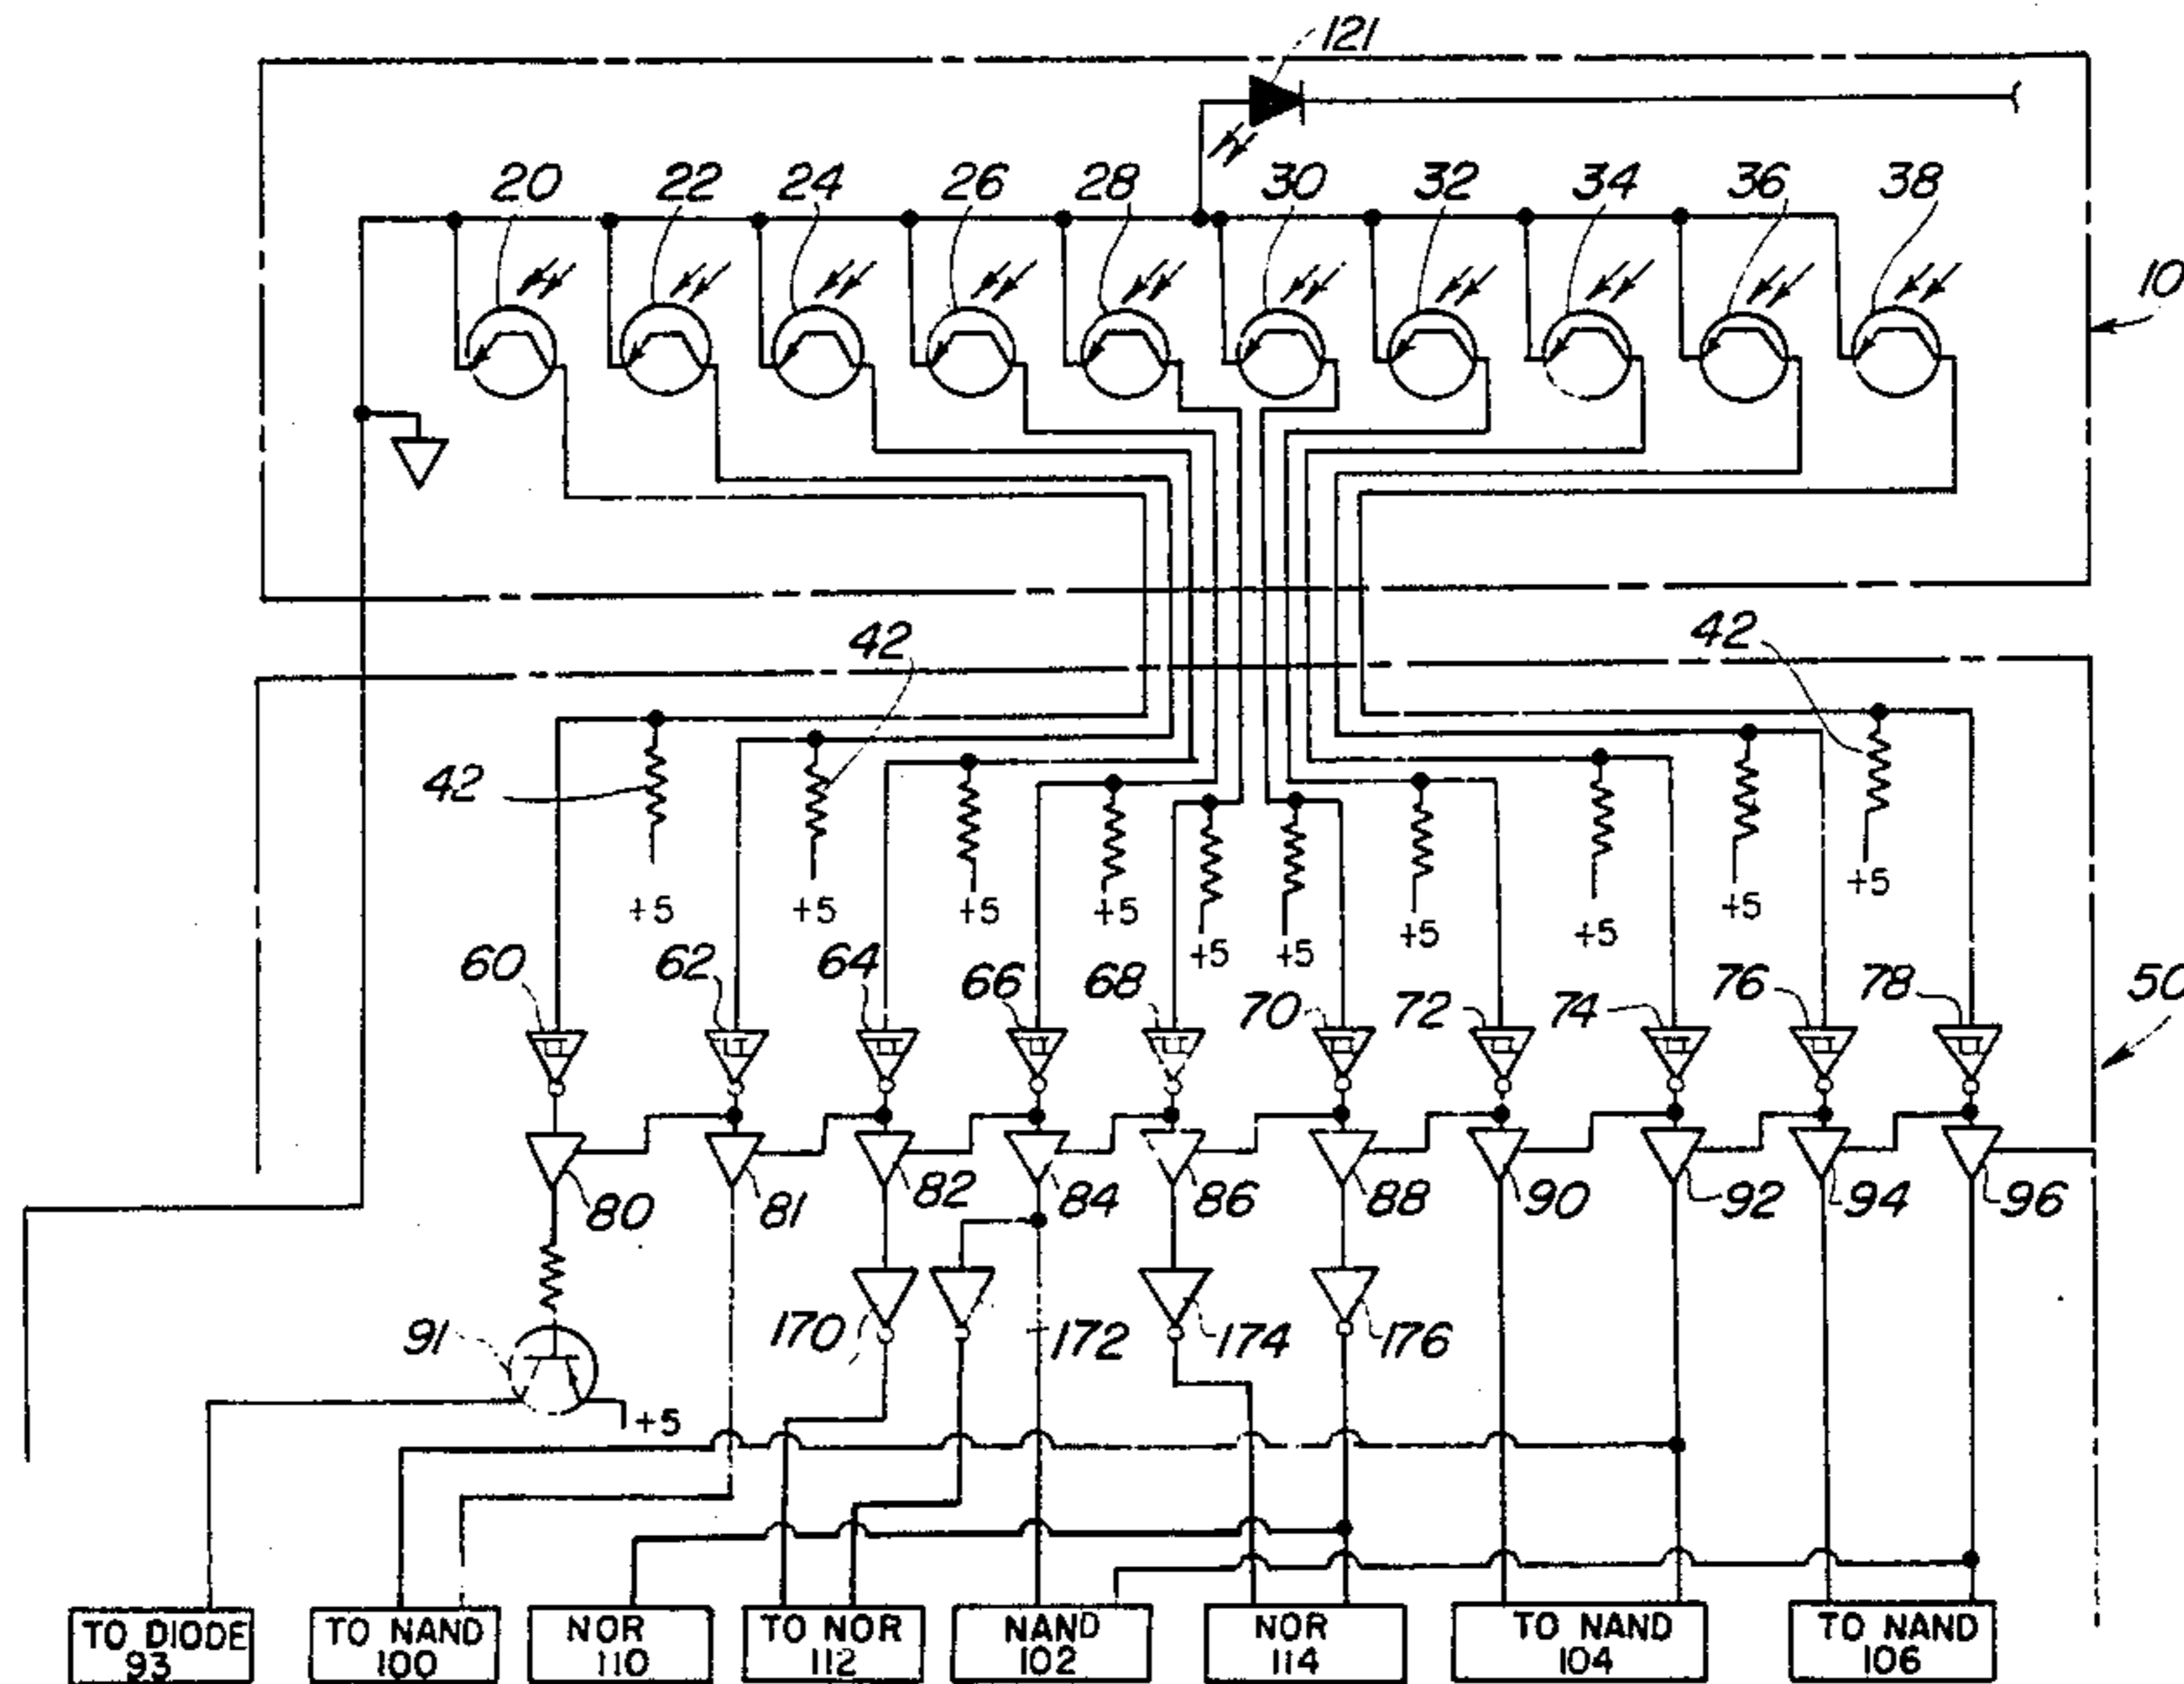 121
20 22 24 26 28 30 32 34 36 38
10
42 42
42 42
+5 +5 +5 +5 +5 +5 +5 +5 +5 +5
60 62 64 66 68 70 72 74 76 78
50
80 81 82 84 86 88 90 92 94 96
91 170 172 174 176
+5
TO DIODE 93
TO NAND 100
NOR 110
TO NOR 112
NAND 102
NOR 114
TO NAND 104
TO NAND 106